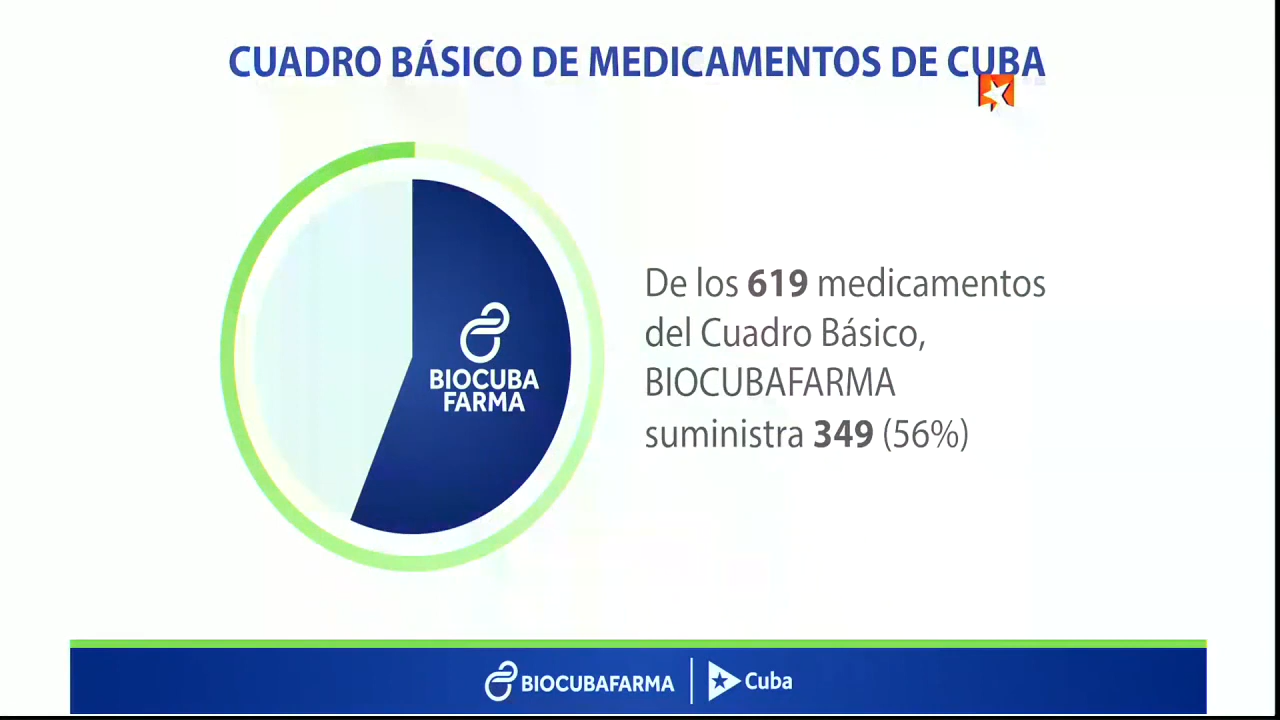 CUADRO BÁSICO DE MEDICAMENTOS DE CUBA
BIOCUBA
FARMA
De los 619 medicamentos
del Cuadro Básico,
BIOCUBAFARMA
suministra 349 (56%)
BIOCUBAFARMA
Cuba